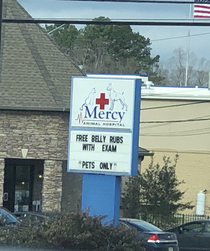 Mercy
ANIMAL HOSPITAL
FREE BELLY RUBS
WITH EXAM
"PETS ONLY"